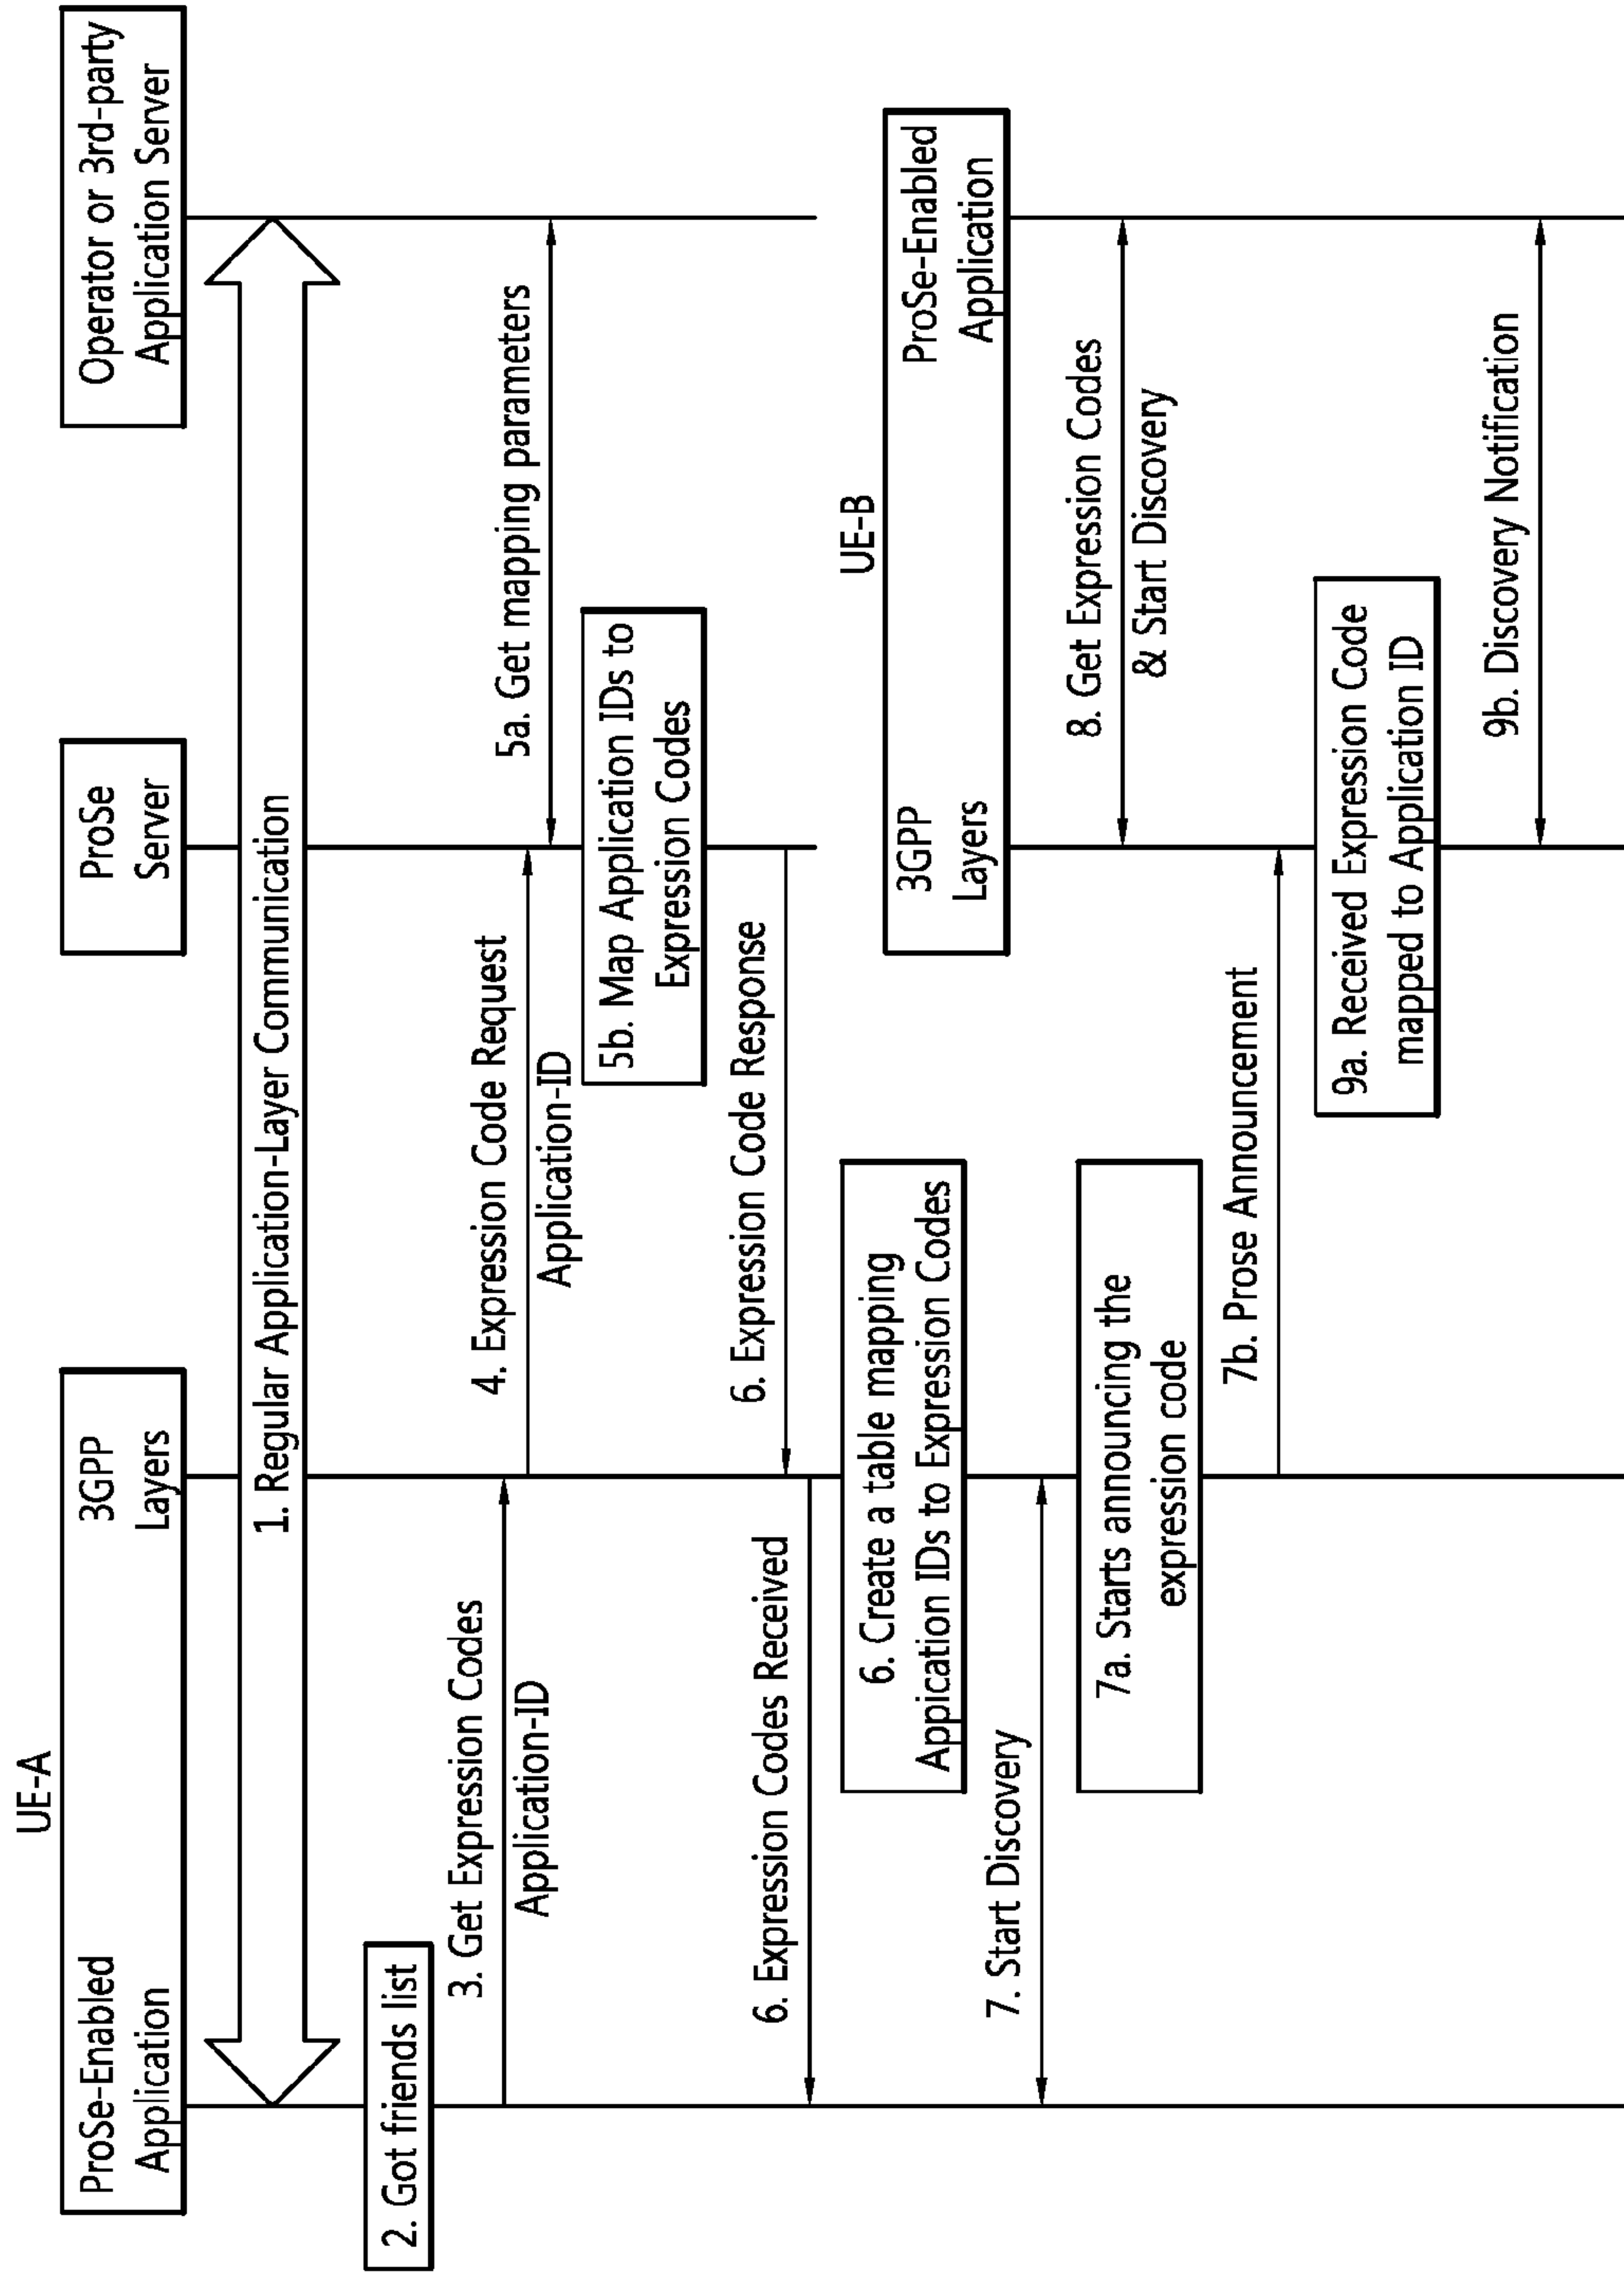 UE-A
ProSe-Enabled
Application
3GPP
Layers
ProSe
Server
Operator or 3rd-party
Application Server
1. Regular Application-Layer Communication
2. Got friends list
3. Get Expression Codes
Application-ID
4. Expression Code Request
Application-ID
5a. Get mapping parameters
5b. Map Application IDs to
Expression Codes
6. Expression Code Response
6. Expression Codes Received
6. Create a table mapping
Appication IDs to Expression Codes
UE-B
3GPP
Layers
ProSe-Enabled
Application
7. Start Discovery
7a. Starts announcing the
expression code
8. Get Expression Codes
& Start Discovery
7b. Prose Announcement
9a. Received Expression Code
mapped to Application ID
9b. Discovery Notification